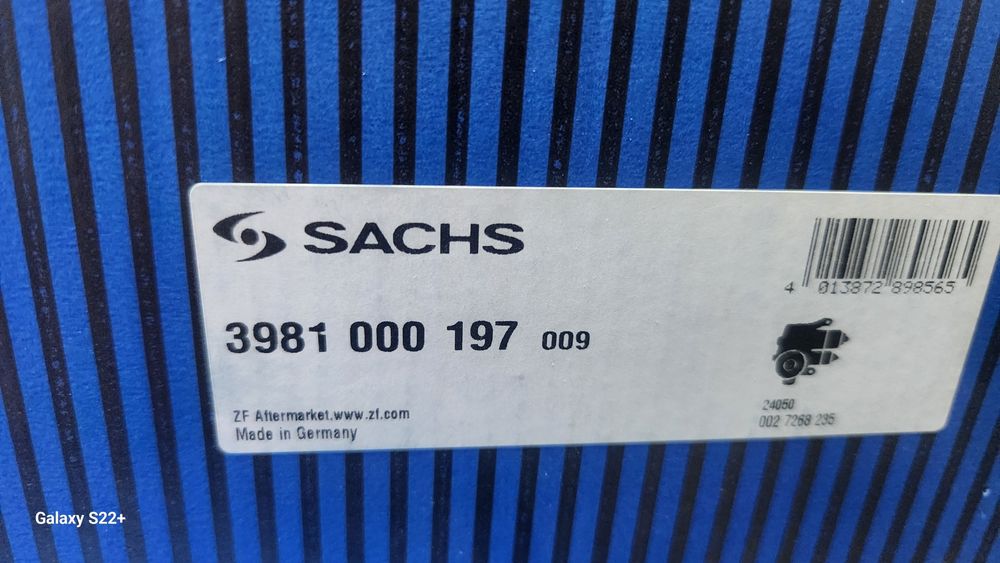 SACHS
4 013872 898565
3981 000 197 009
24050
002 7268 235
ZF Aftermarket.www.zf.com
Made in Germany
Galaxy S22+